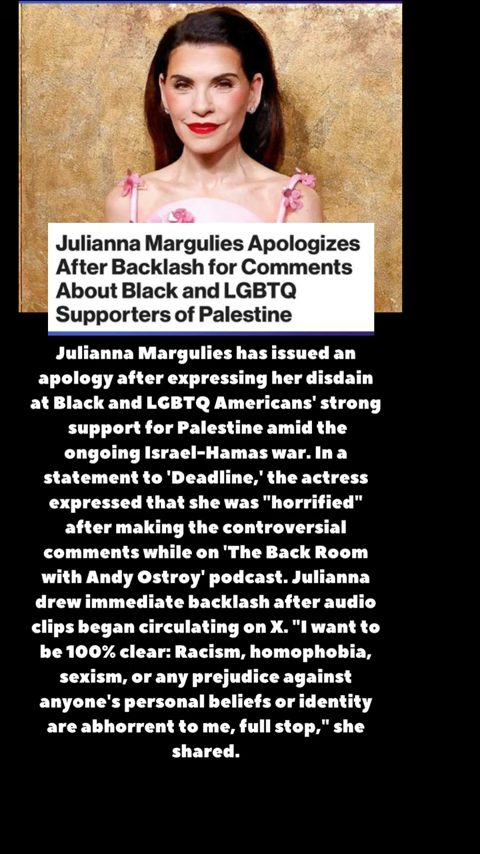 Julianna Margulies Apologizes
After Backlash for Comments
About Black and LGBTQ
Supporters of Palestine
Julianna Margulies has issued an
apology after expressing her disdain
at Black and LGBTQ Americans' strong
support for Palestine amid the
ongoing Israel-Hamas war. In a
statement to 'Deadline,' the actress
expressed that she was "horrified"
after making the controversial
comments while on 'The Back Room
with Andy Ostroy' podcast. Julianna
drew immediate backlash after audio
clips began circulating on X. "I want to
be 100% clear: Racism, homophobia,
sexism, or any prejudice against
anyone's personal beliefs or identity
are abhorrent to me, full stop," she
shared.